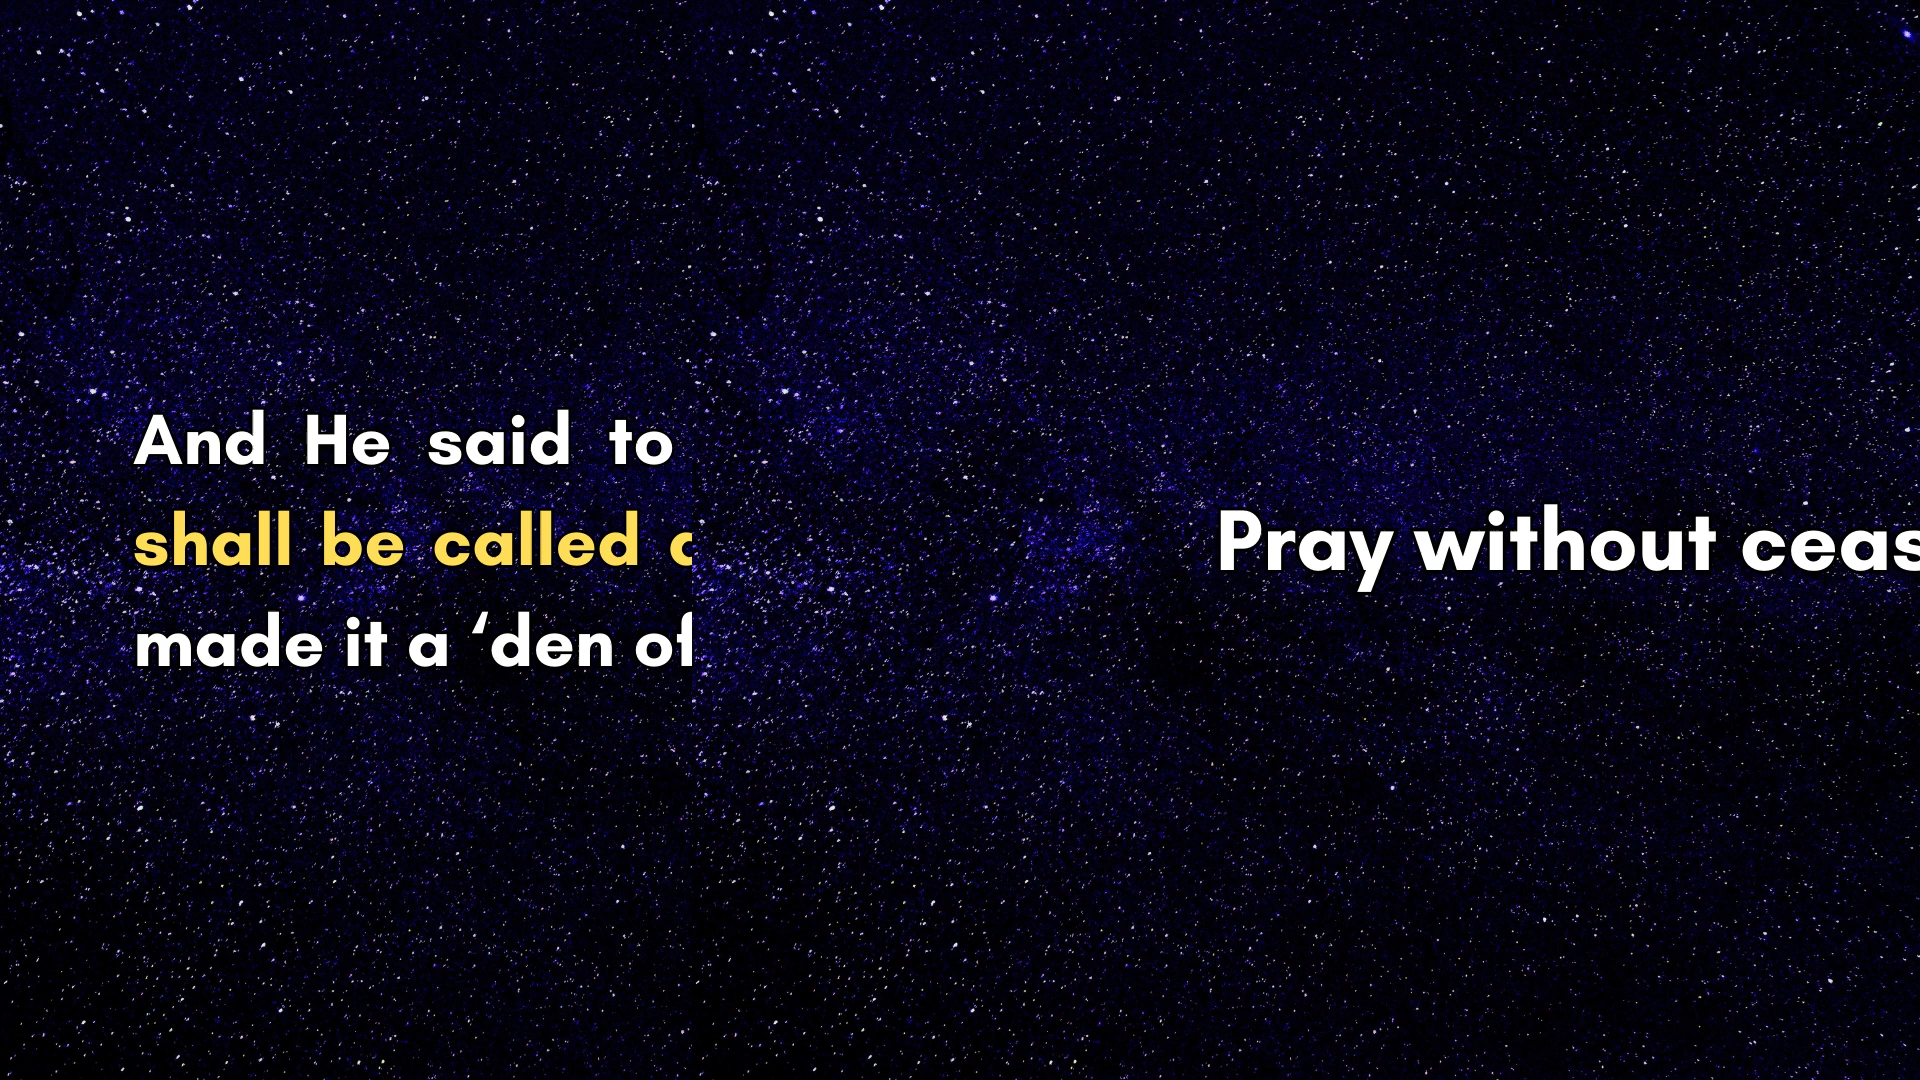 And He said to
shall be called
made it a ‘den of
Pray without ceas